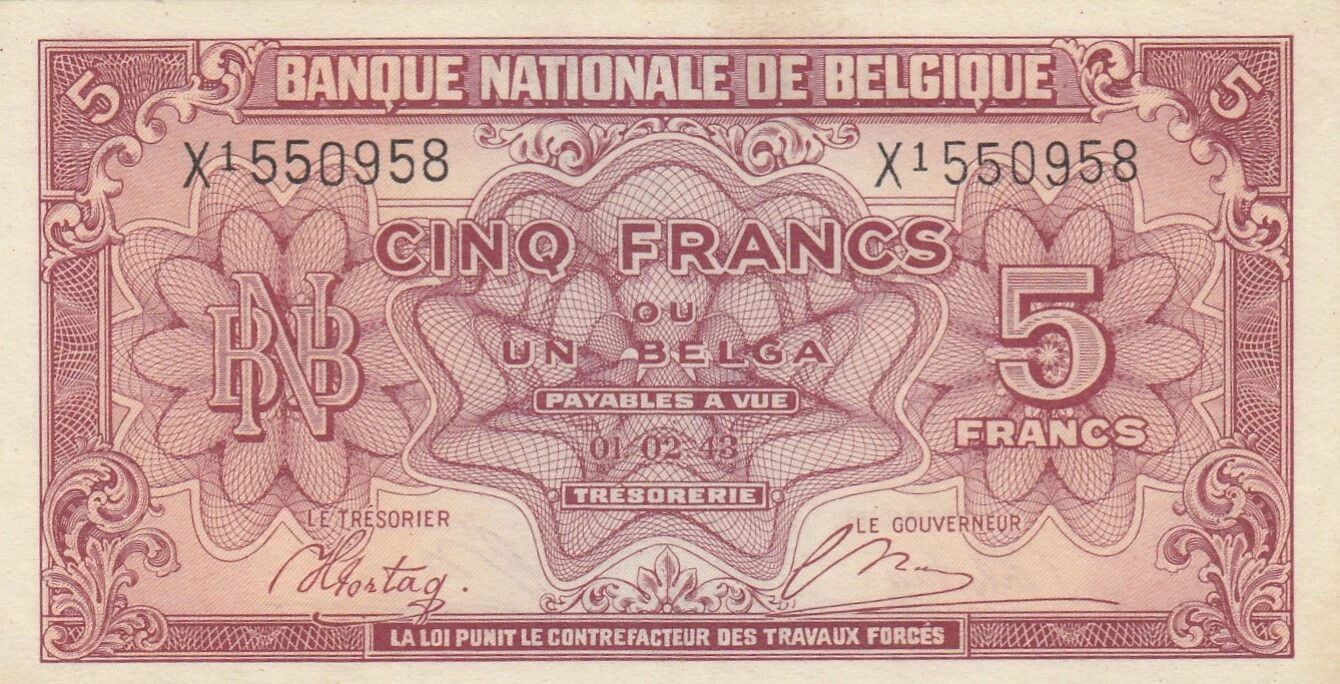 5 BANQUE NATIONALE DE BELGIQUE 5
X1550958 X1550958
CINQ FRANCS
OU
UN BELGA
PAYABLES A VUE
01-02-43
TRÉSORERIE
BNB
5
FRANCS
LE TRÉSORIER
LE GOUVERNEUR
LA LOI PUNIT LE CONTREFACTEUR DES TRAVAUX FORCÉS